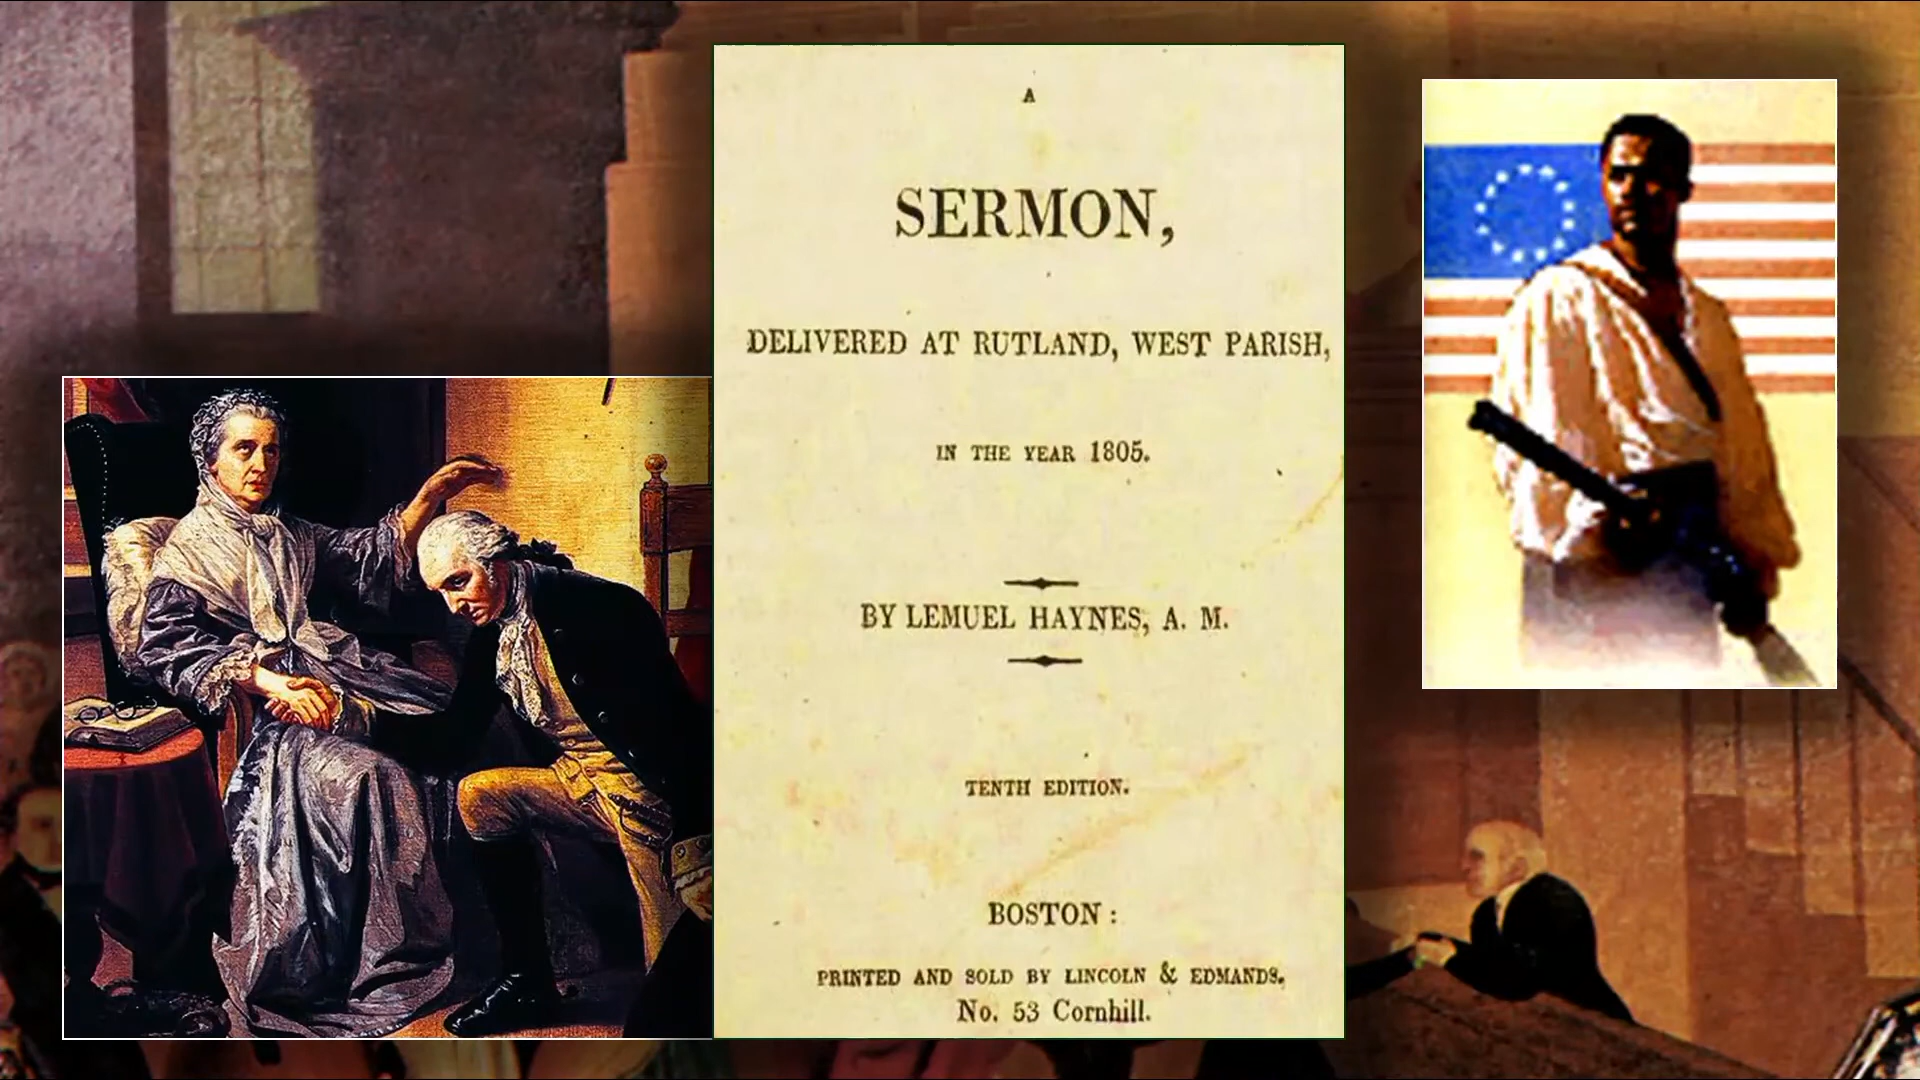 A
SERMON,
DELIVERED AT RUTLAND, WEST PARISH,
IN THE YEAR 1805.
BY LEMUEL HAYNES, A. M.
TENTH EDITION.
BOSTON:
PRINTED AND SOLD BY LINCOLN & EDMANDS.
No. 53 Cornhill.